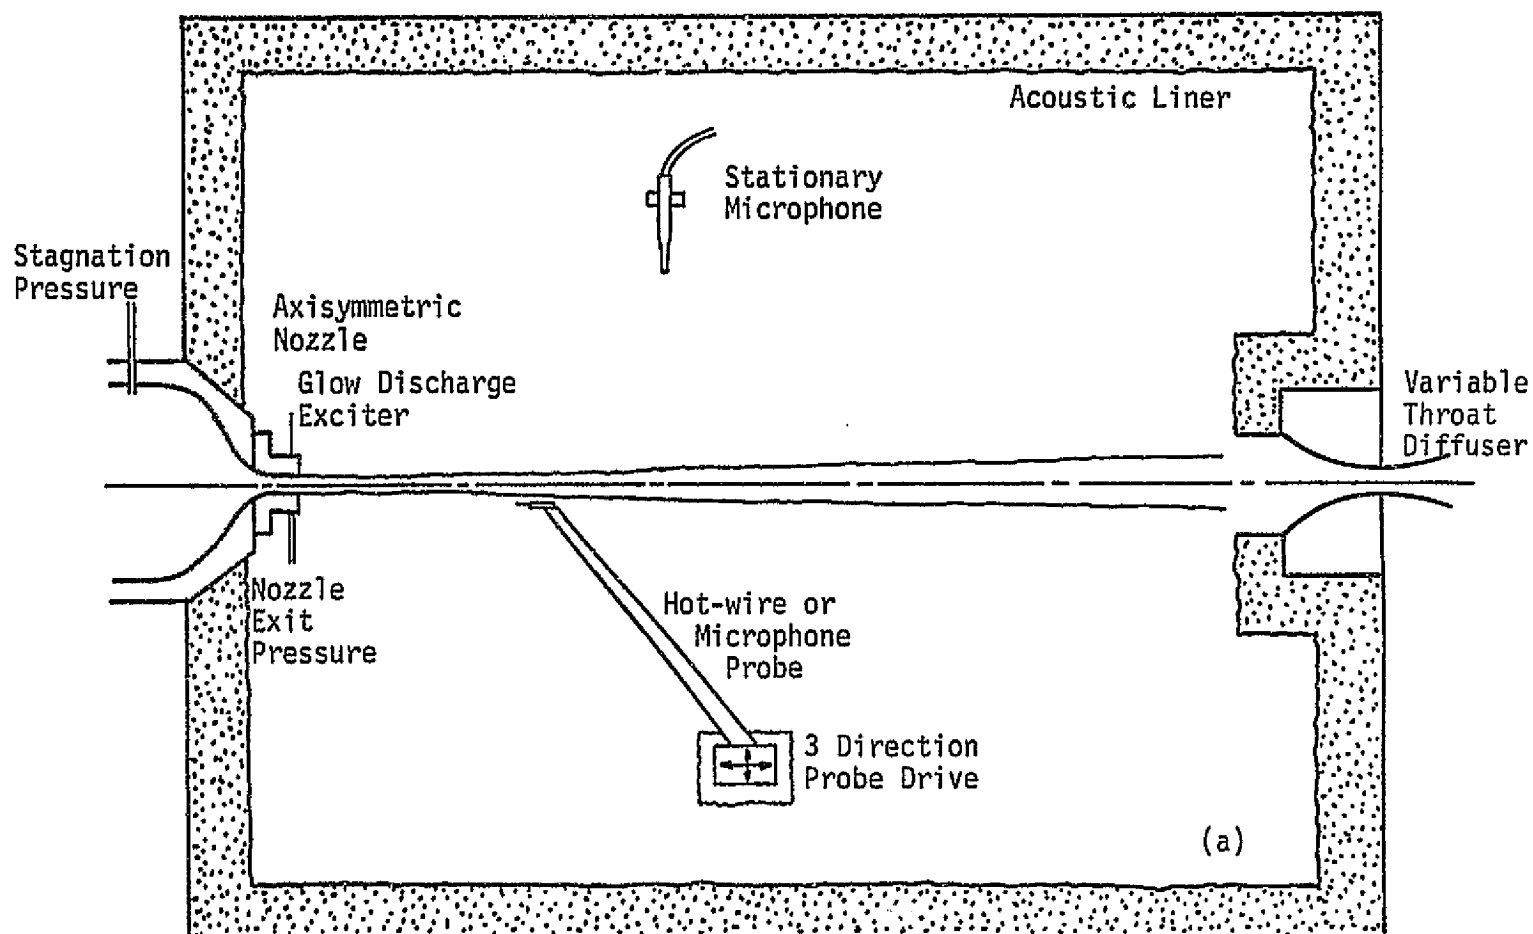 Acoustic Liner
Stationary
Microphone
Stagnation
Pressure
Axisymmetric
Nozzle
Glow Discharge
Exciter
Variable
Throat
Diffuser
Nozzle
Exit
Pressure
Hot-wire or
Microphone
Probe
3 Direction
Probe Drive
(a)